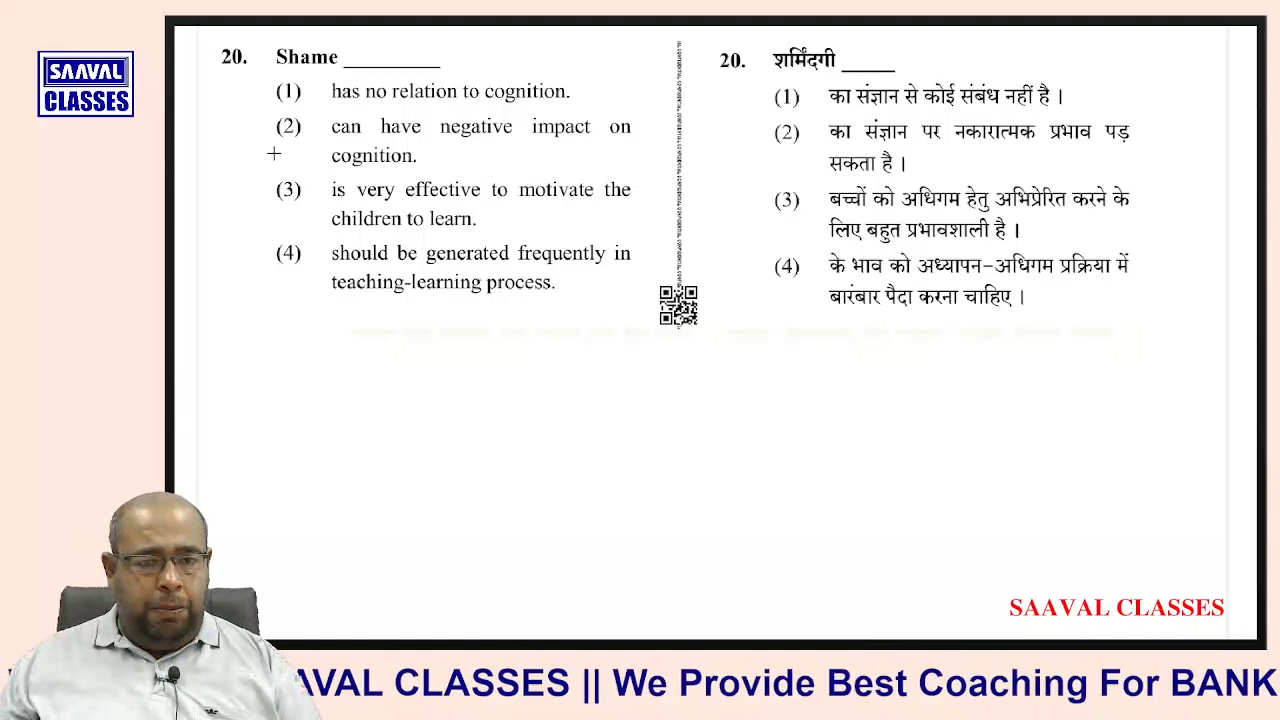 SAAVAL
CLASSES
20. Shame ________
(1) has no relation to cognition.
(2) can have negative impact on
cognition.
(3) is very effective to motivate the
children to learn.
(4) should be generated frequently in
teaching-learning process.
20. शर्मिंदगी _____
(1) का संज्ञान से कोई संबंध नहीं है ।
(2) का संज्ञान पर नकारात्मक प्रभाव पड़
सकता है ।
(3) बच्चों को अधिगम हेतु अभिप्रेरित करने के
लिए बहुत प्रभावशाली है ।
(4) के भाव को अध्यापन-अधिगम प्रक्रिया में
बारंबार पैदा करना चाहिए ।
SAAVAL CLASSES
AVAL CLASSES || We Provide Best Coaching For BANK